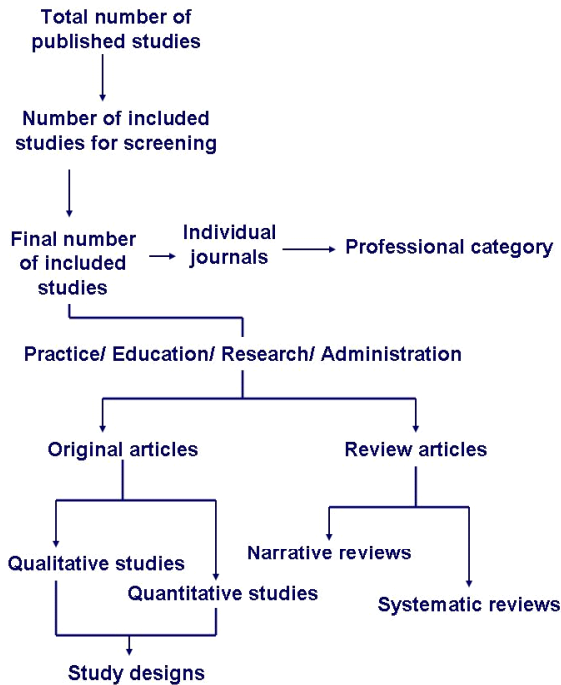 Total number of
published studies
Number of included
studies for screening
Final number
of included
studies
Individual
journals
Professional category
Practice/ Education/ Research/ Administration
Original articles
Review articles
Qualitative studies
Quantitative studies
Narrative reviews
Systematic reviews
Study designs